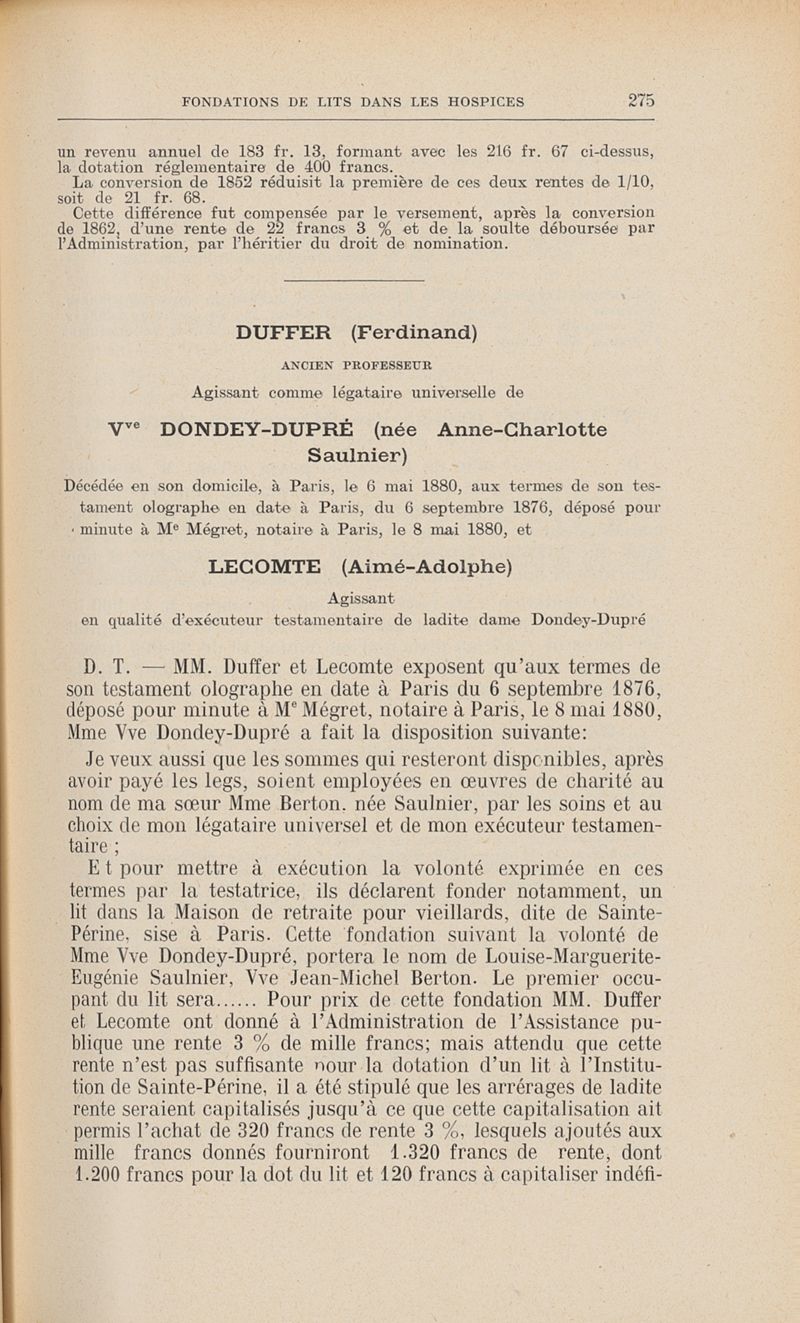 FONDATIONS DE LITS DANS LES HOSPICES 275
un revenu annuel de 183 fr. 13, formant avec les 216 fr. 67 ci-dessus,
la dotation réglementaire de 400 francs.
La conversion de 1852 réduisit la première de ces deux rentes de 1/10,
soit de 21 fr. 68.
Cette différence fut compensée par le versement, après la conversion
de 1862, d'une rente de 22 francs 3 % et de la soulte déboursée par
l'Administration, par l'héritier du droit de nomination.
DUFFER (Ferdinand)
ANCIEN PROFESSEUR
Agissant comme légataire universelle de
Vve DONDEY-DUPRÉ (née Anne-Charlotte
Saulnier)
Décédée en son domicile, à Paris, le 6 mai 1880, aux termes de son tes-
tament olographe en date à Paris, du 6 septembre 1876, déposé pour
minute à Me Mégret, notaire à Paris, le 8 mai 1880, et
LECOMTE (Aimé-Adolphe)
Agissant
en qualité d'exécuteur testamentaire de ladite dame Dondey-Dupré
D. T. — MM. Duffer et Lecomte exposent qu'aux termes de
son testament olographe en date à Paris du 6 septembre 1876,
déposé pour minute à Me Mégret, notaire à Paris, le 8 mai 1880,
Mme Vve Dondey-Dupré a fait la disposition suivante:
Je veux aussi que les sommes qui resteront disponibles, après
avoir payé les legs, soient employées en œuvres de charité au
nom de ma sœur Mme Berton. née Saulnier, par les soins et au
choix de mon légataire universel et de mon exécuteur testamen-
taire ;
Et pour mettre à exécution la volonté exprimée en ces
termes par la testatrice, ils déclarent fonder notamment, un
lit dans la Maison de retraite pour vieillards, dite de Sainte-
Périne, sise à Paris. Cette fondation suivant la volonté de
Mme Vve Dondey-Dupré, portera le nom de Louise-Marguerite-
Eugénie Saulnier, Vve Jean-Michel Berton. Le premier occu-
pant du lit sera...... Pour prix de cette fondation MM. Duffer
et Lecomte ont donné à l'Administration de l'Assistance pu-
blique une rente 3 % de mille francs; mais attendu que cette
rente n'est pas suffisante pour la dotation d'un lit à l'Institu-
tion de Sainte-Périne, il a été stipulé que les arrérages de ladite
rente seraient capitalisés jusqu'à ce que cette capitalisation ait
permis l'achat de 320 francs de rente 3 %, lesquels ajoutés aux
mille francs donnés fourniront 1.320 francs de rente, dont
1.200 francs pour la dot du lit et 120 francs à capitaliser indéfi-